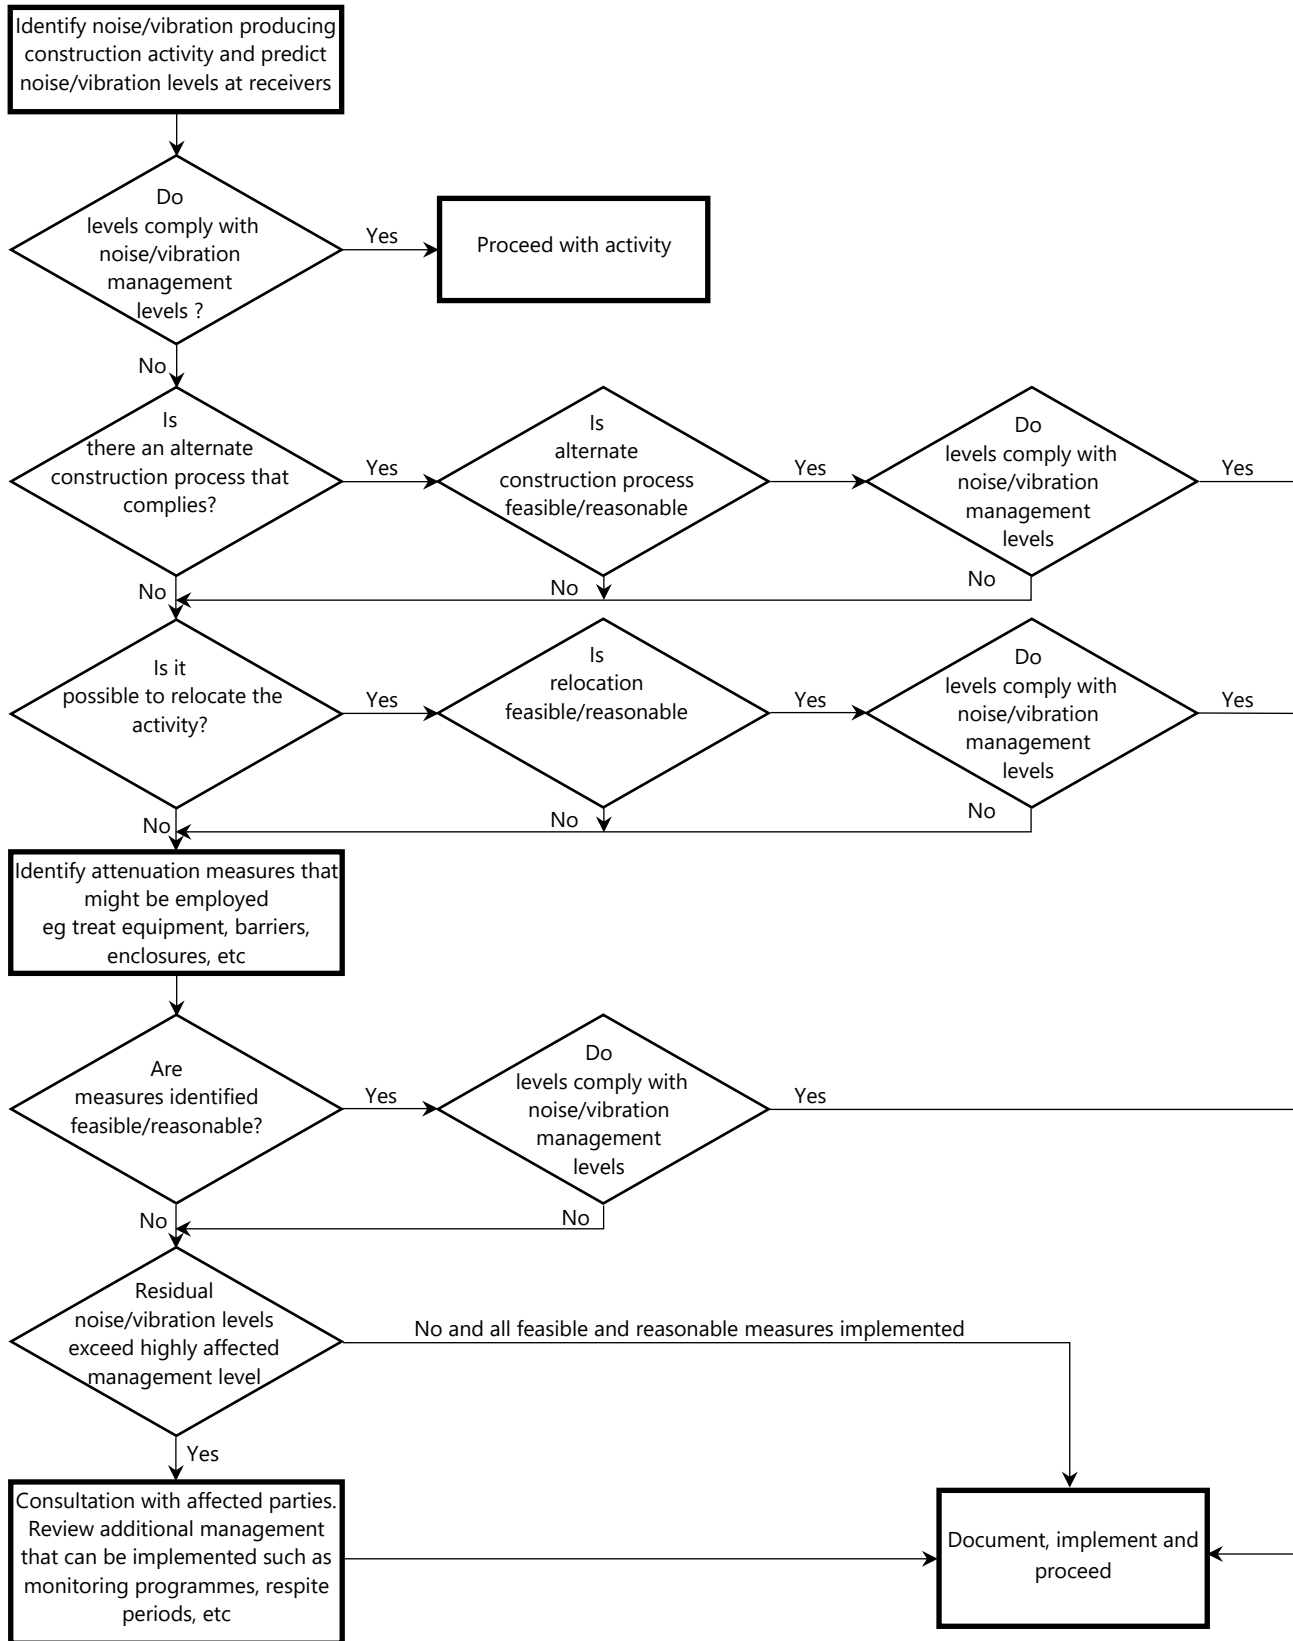 Identify noise/vibration producing
construction activity and predict
noise/vibration levels at receivers
Do
levels comply with
noise/vibration
management
levels ?
Yes
Proceed with activity
No
Is
there an alternate
construction process that
complies?
Yes
Is
alternate
construction process
feasible/reasonable
Yes
Do
levels comply with
noise/vibration
management
levels
Yes
No
No
No
Is it
possible to relocate the
activity?
Yes
Is
relocation
feasible/reasonable
Yes
Do
levels comply with
noise/vibration
management
levels
Yes
No
No
No
Identify attenuation measures that
might be employed
eg treat equipment, barriers,
enclosures, etc
Are
measures identified
feasible/reasonable?
Yes
Do
levels comply with
noise/vibration
management
levels
Yes
No
No
Residual
noise/vibration levels
exceed highly affected
management level
No and all feasible and reasonable measures implemented
Yes
Consultation with affected parties.
Review additional management
that can be implemented such as
monitoring programmes, respite
periods, etc
Document, implement and
proceed